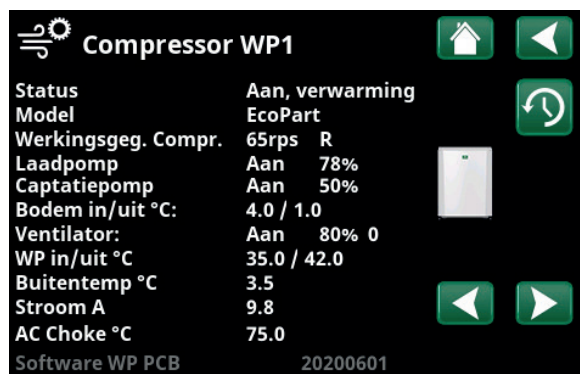 Compressor WP1
Status Aan, verwarming
Model EcoPart
Werkingsgeg. Compr. 65rps R
Laadpomp Aan 78%
Captatiepomp Aan 50%
Bodem in/uit °C: 4.0 / 1.0
Ventilator: Aan 80% 0
WP in/uit °C 35.0 / 42.0
Buitentemp °C 3.5
Stroom A 9.8
AC Choke °C 75.0
Software WP PCB 20200601